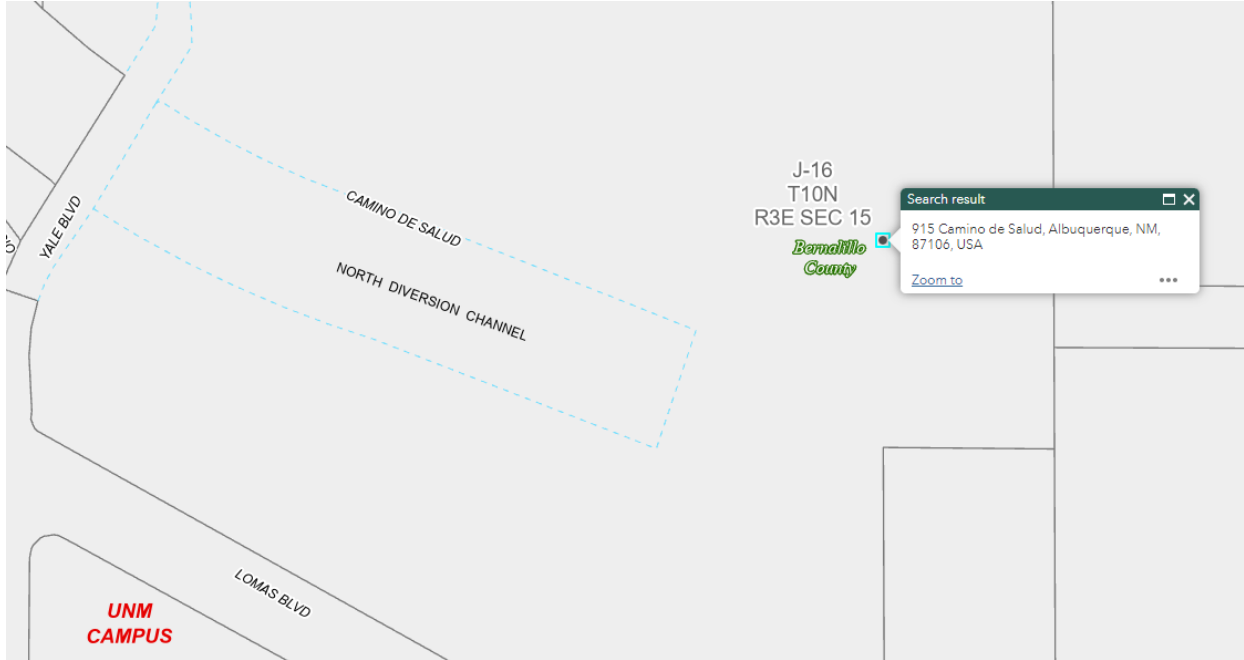 J-16
T10N
R3E SEC 15
Bernalillo
County
Search result
915 Camino de Salud, Albuquerque, NM,
87106, USA
Zoom to
CAMINO DE SALUD
YALE BLVD
NORTH DIVERSION CHANNEL
LOMAS BLVD
UNM
CAMPUS